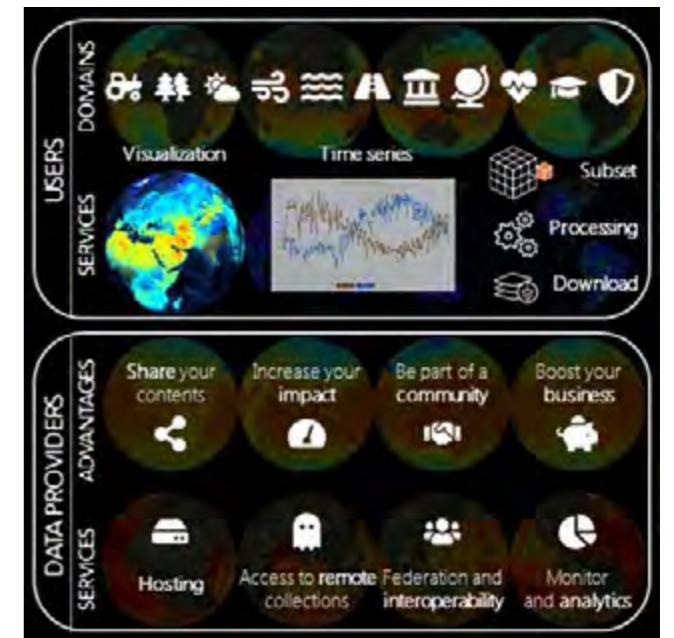 USERS
DOMAINS
Visualization
Time series
SERVICES
Subset
Processing
Download
DATA PROVIDERS
ADVANTAGES
Share your
contents
Increase your
impact
Be part of a
community
Boost your
business
SERVICES
Hosting
Access to remote
collections
Federation and
interoperability
Monitor
and analytics